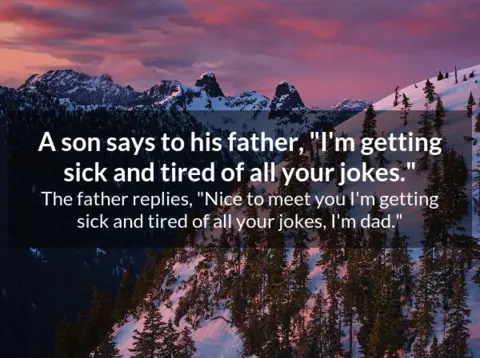 A son says to his father, "I'm getting
sick and tired of all your jokes."
The father replies, "Nice to meet you I'm getting
sick and tired of all your jokes, I'm dad."